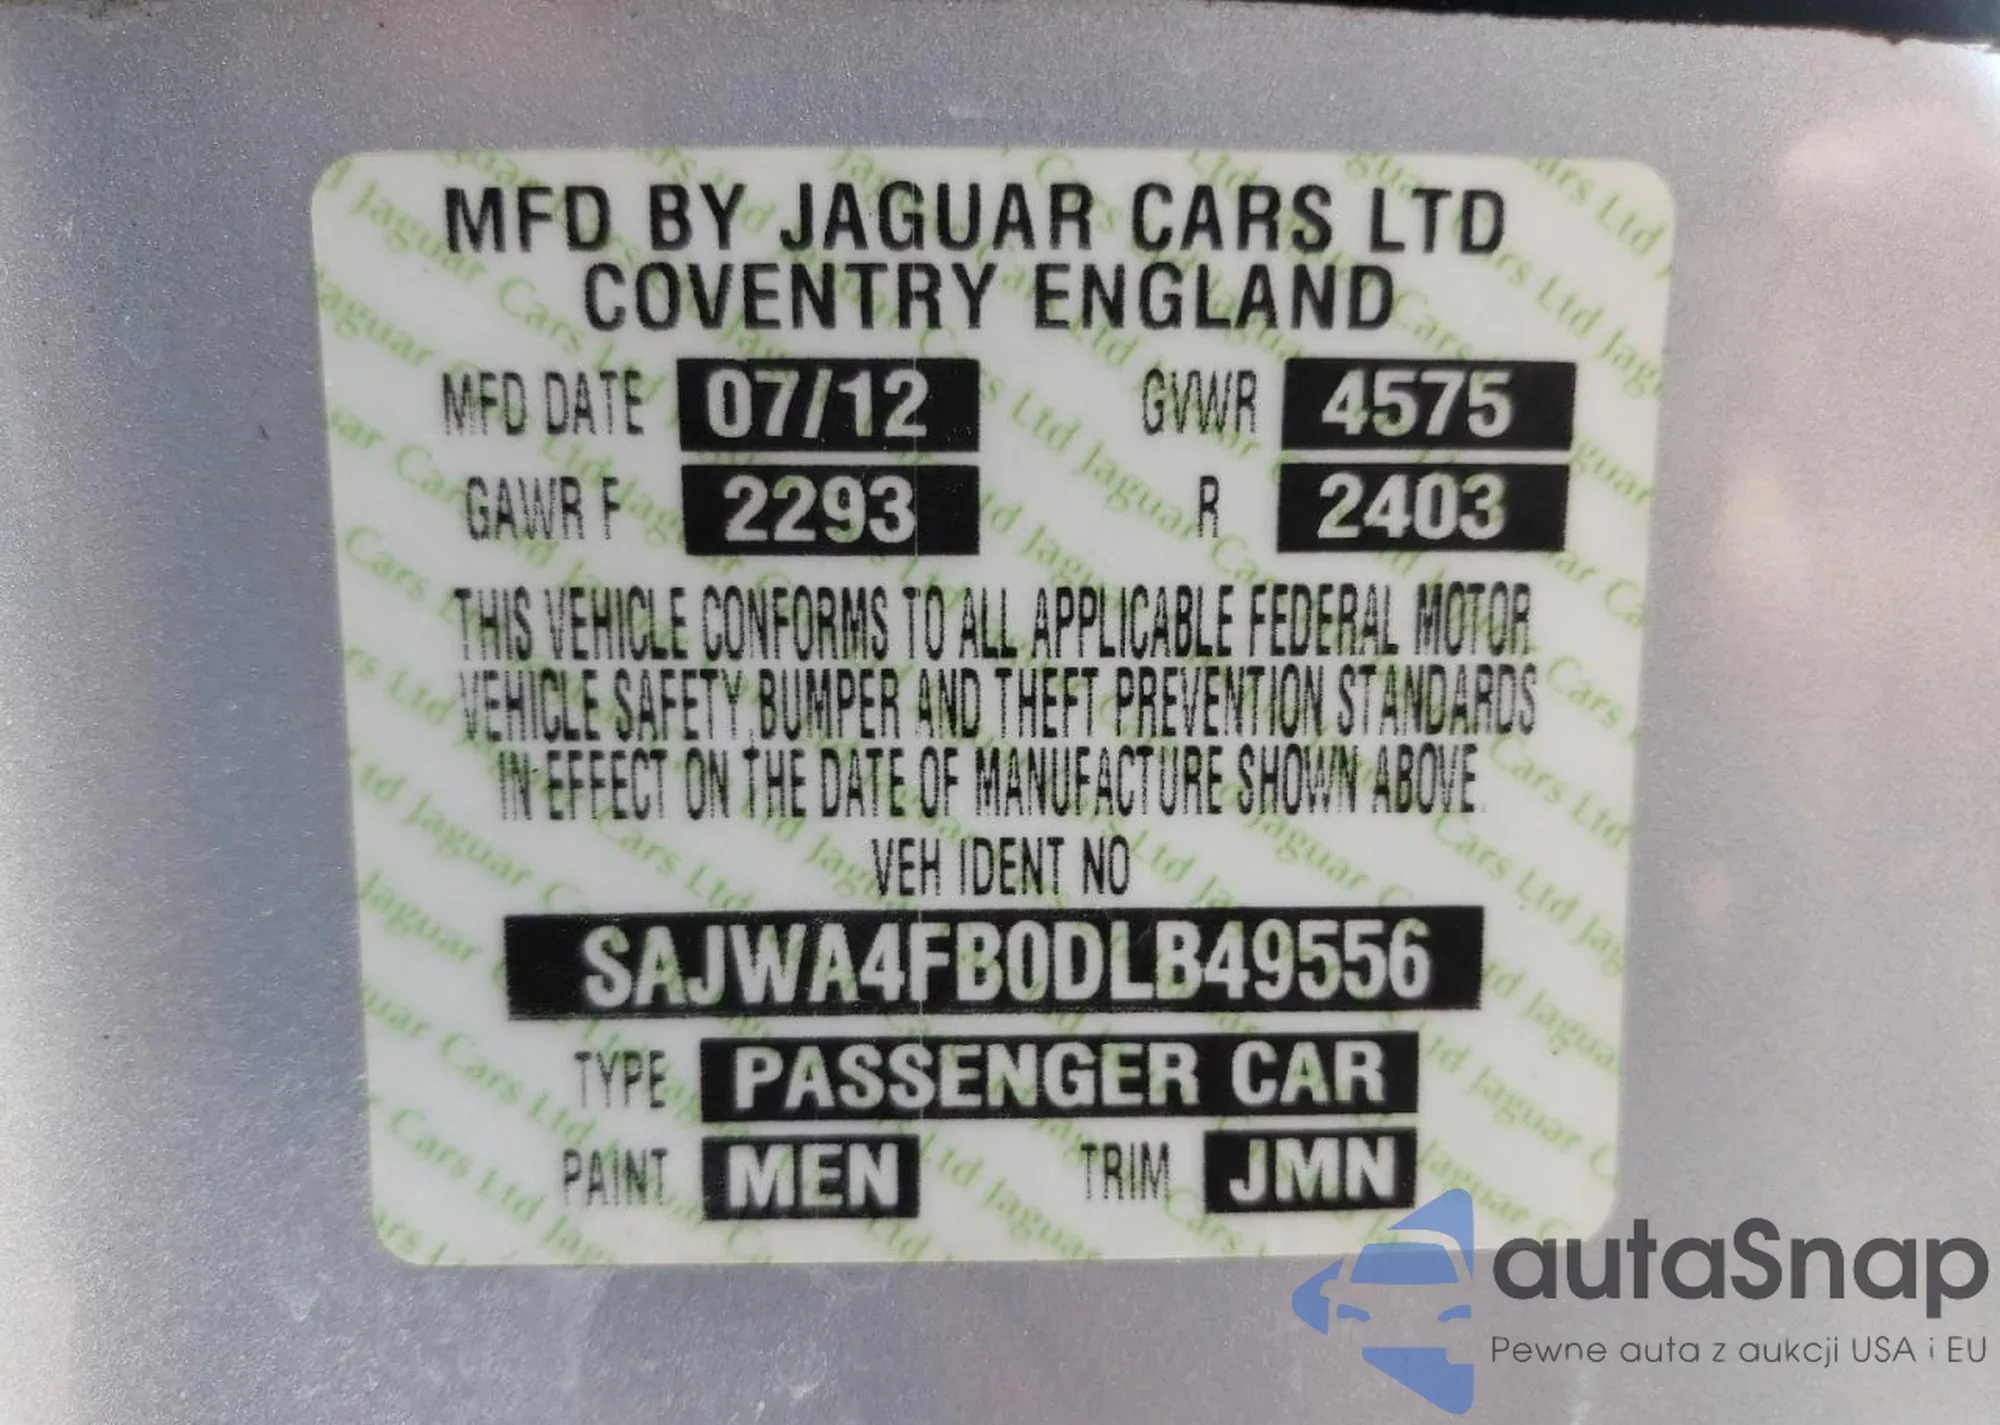 MFD BY JAGUAR CARS LTD
COVENTRY ENGLAND
MFD DATE 07/12 GVWR 4575
GAWR F 2293 R 2403
THIS VEHICLE CONFORMS TO ALL APPLICABLE FEDERAL MOTOR
VEHICLE SAFETY, BUMPER AND THEFT PREVENTION STANDARDS
IN EFFECT ON THE DATE OF MANUFACTURE SHOWN ABOVE.
VEH IDENT NO
SAJWA4FB0DLB49556
TYPE PASSENGER CAR
PAINT MEN TRIM JMN
autaSnap
Pewne auta z aukcji USA i EU